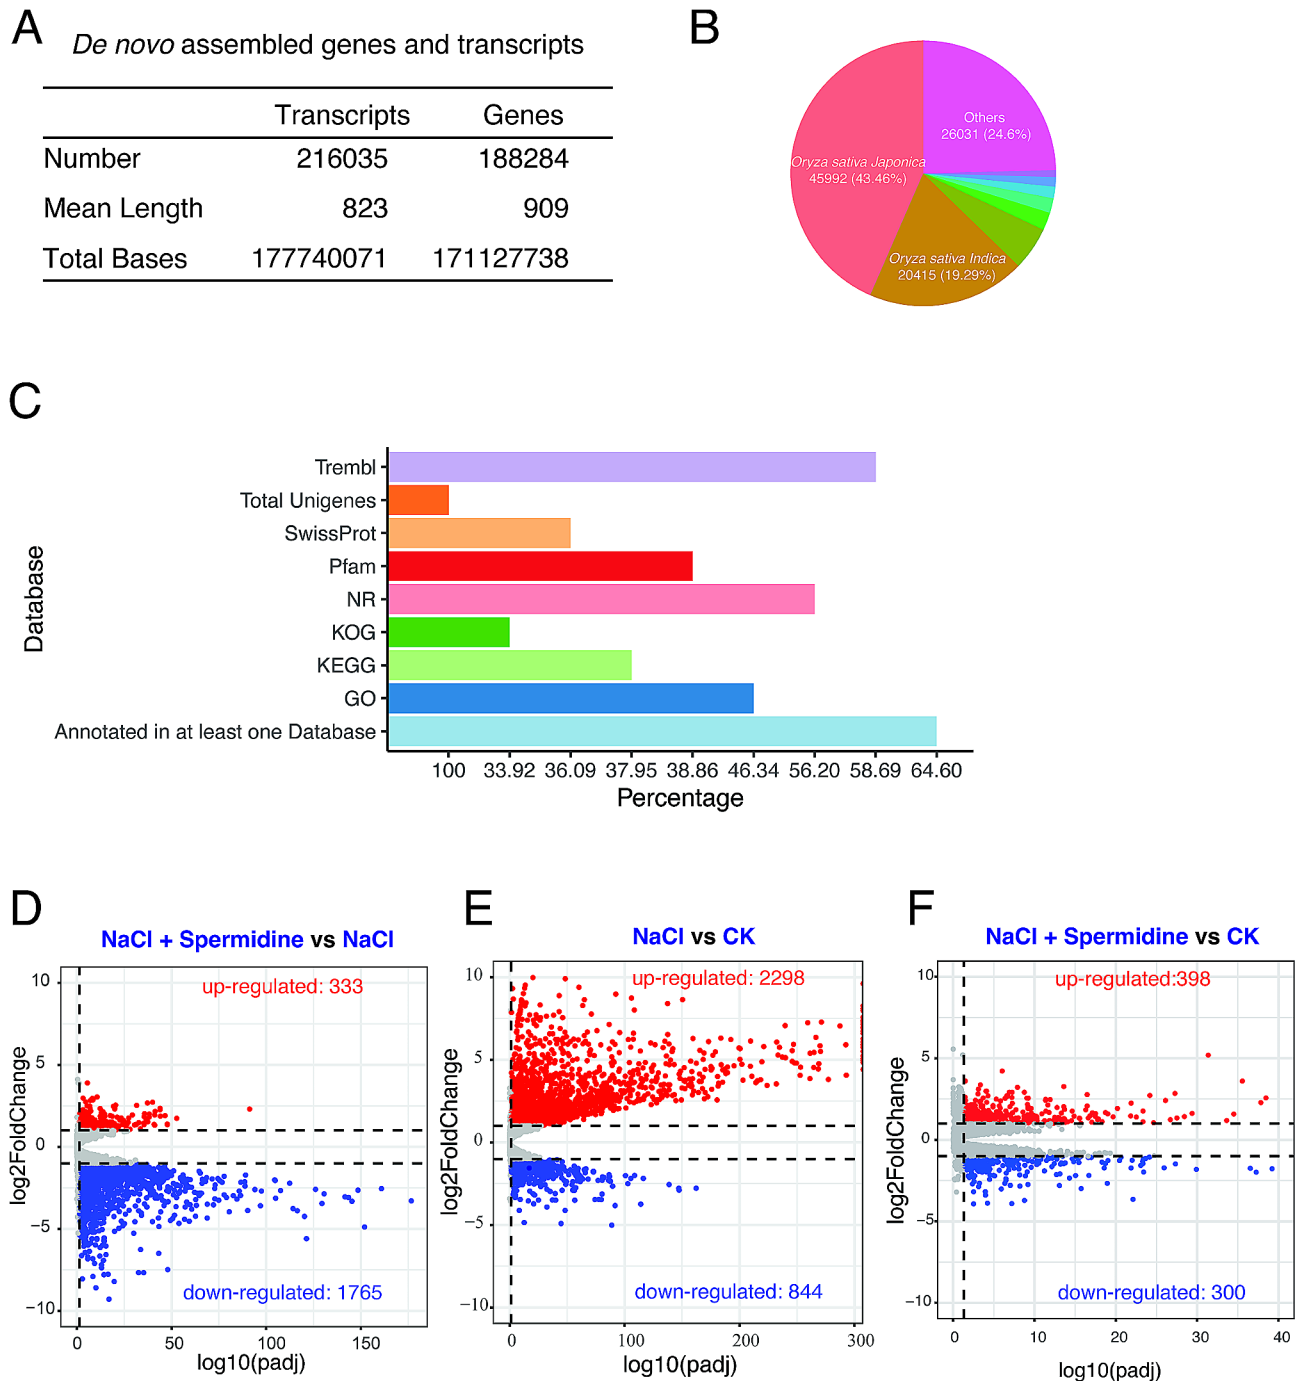 A
De novo assembled genes and transcripts
Transcripts Genes
Number 216035 188284
Mean Length 823 909
Total Bases 177740071 171127738
B
Others
26031 (24.6%)
Oryza sativa Japonica
45992 (43.46%)
Oryza sativa Indica
20415 (19.29%)
C
Database
Trembl
Total Unigenes
SwissProt
Pfam
NR
KOG
KEGG
GO
Annotated in at least one Database
100 33.92 36.09 37.95 38.86 46.34 56.20 58.69 64.60
Percentage
D
NaCl + Spermidine vs NaCl
up-regulated: 333
log2FoldChange
10
5
0
−5
−10
down-regulated: 1765
0 50 100 150
log10(padj)
E
NaCl vs CK
up-regulated: 2298
log2FoldChange
10
5
0
−5
−10
down-regulated: 844
0 100 200 300
log10(padj)
F
NaCl + Spermidine vs CK
up-regulated:398
log2FoldChange
10
5
0
−5
−10
down-regulated: 300
0 10 20 30 40
log10(padj)